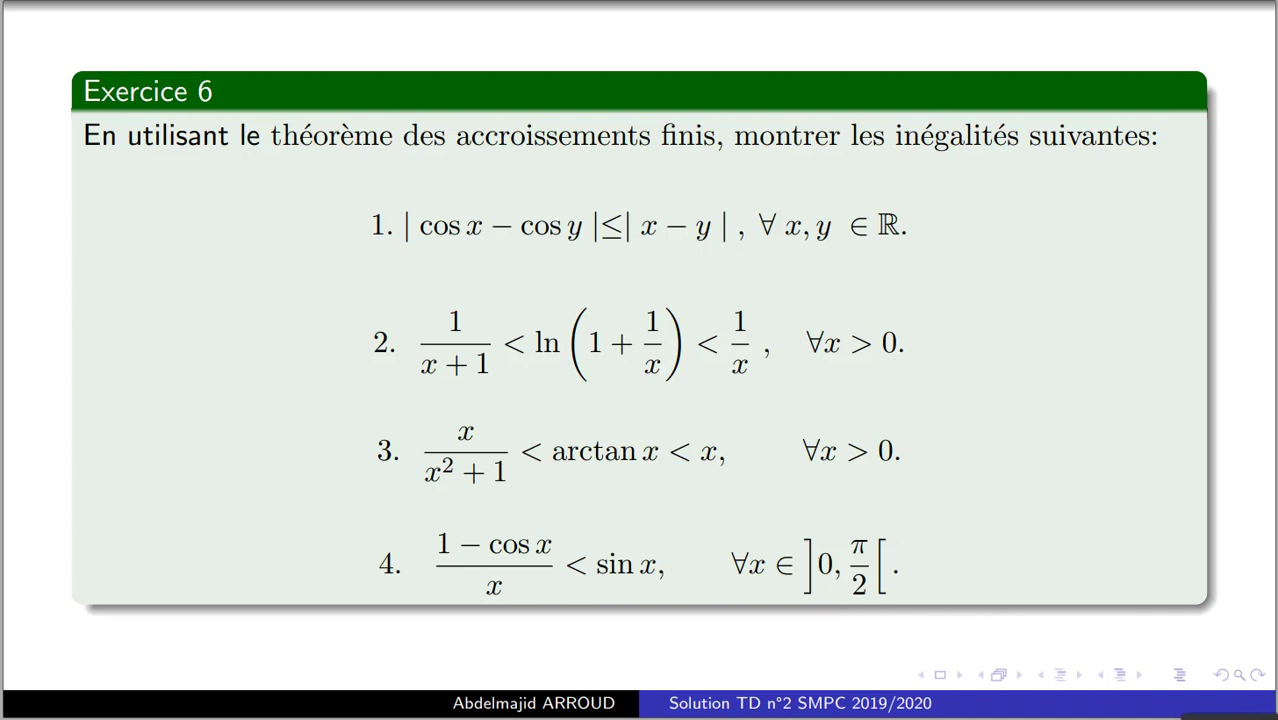 Exercice 6
En utilisant le théorème des accroissements finis, montrer les inégalités suivantes:
1. | cos x − cos y |≤| x − y | , ∀ x, y ∈ ℝ.
2. 1/(x + 1) < ln (1 + 1/x) < 1/x , ∀x > 0.
3. x/(x² + 1) < arctan x < x, ∀x > 0.
4. (1 − cos x)/x < sin x, ∀x ∈ ]0, π/2[ .
Abdelmajid ARROUD Solution TD n°2 SMPC 2019/2020